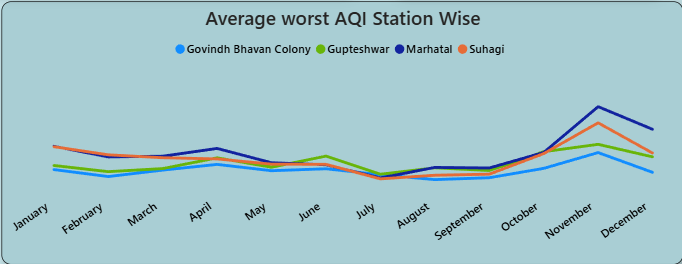 Average worst AQI Station Wise
Govindh Bhavan Colony Gupteshwar Marhatal Suhagi
January February March April May June July August September October November December